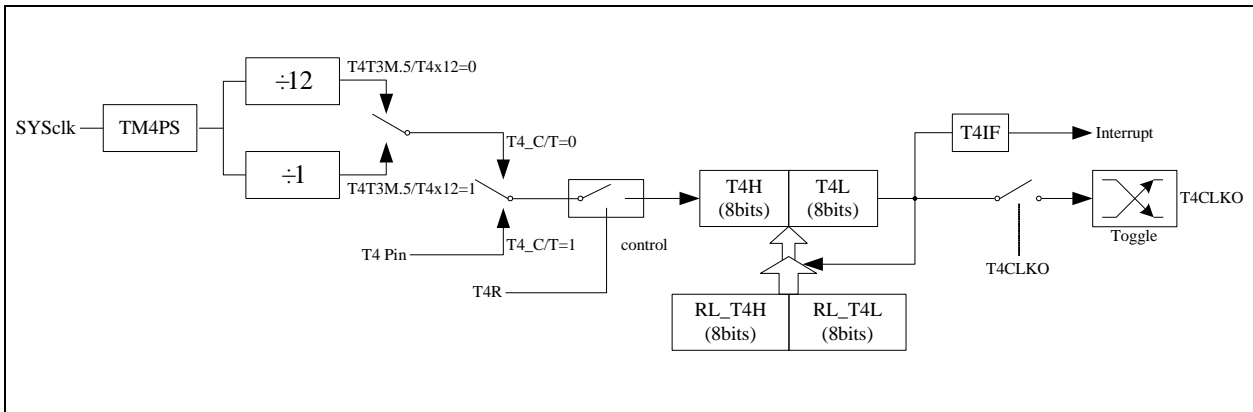 ÷12
T4T3M.5/T4x12=0
SYSclk
TM4PS
T4_C/T=0
÷1
T4T3M.5/T4x12=1
T4 Pin
T4_C/T=1
T4R
control
T4H
(8bits)
T4L
(8bits)
RL_T4H
(8bits)
RL_T4L
(8bits)
T4IF
Interrupt
T4CLKO
Toggle
T4CLKO